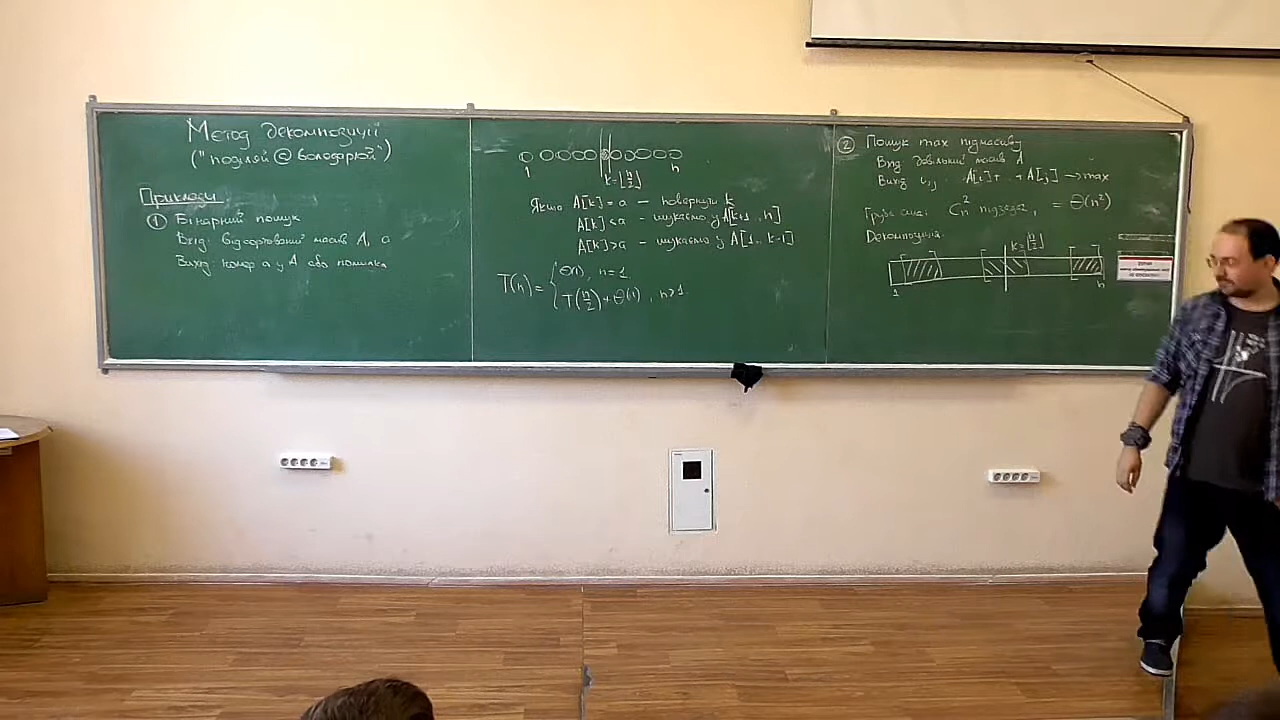 Метод декомпозиції
("поділяй @ володарюй")
Приклади
① Бінарний пошук
Вхід: відсортований масив A, a
Вихід: номер a у A або помилка
1 n
k=⌊n/2⌋
Якщо A[k]=a – повернути k
A[k]<a – шукаємо у A[k+1..n]
A[k]>a – шукаємо у A[1..k-1]
T(n) = { Θ(1), n=1
T(n/2)+Θ(1), n>1
② Пошук max підмасиву
Вхід: довільний масив A
Вихід: i,j: A[i]+..+A[j] → max
Груба сила: C_n^2 підзадач, = Θ(n²)
Декомпозиція:
k=⌊n/2⌋
1 n